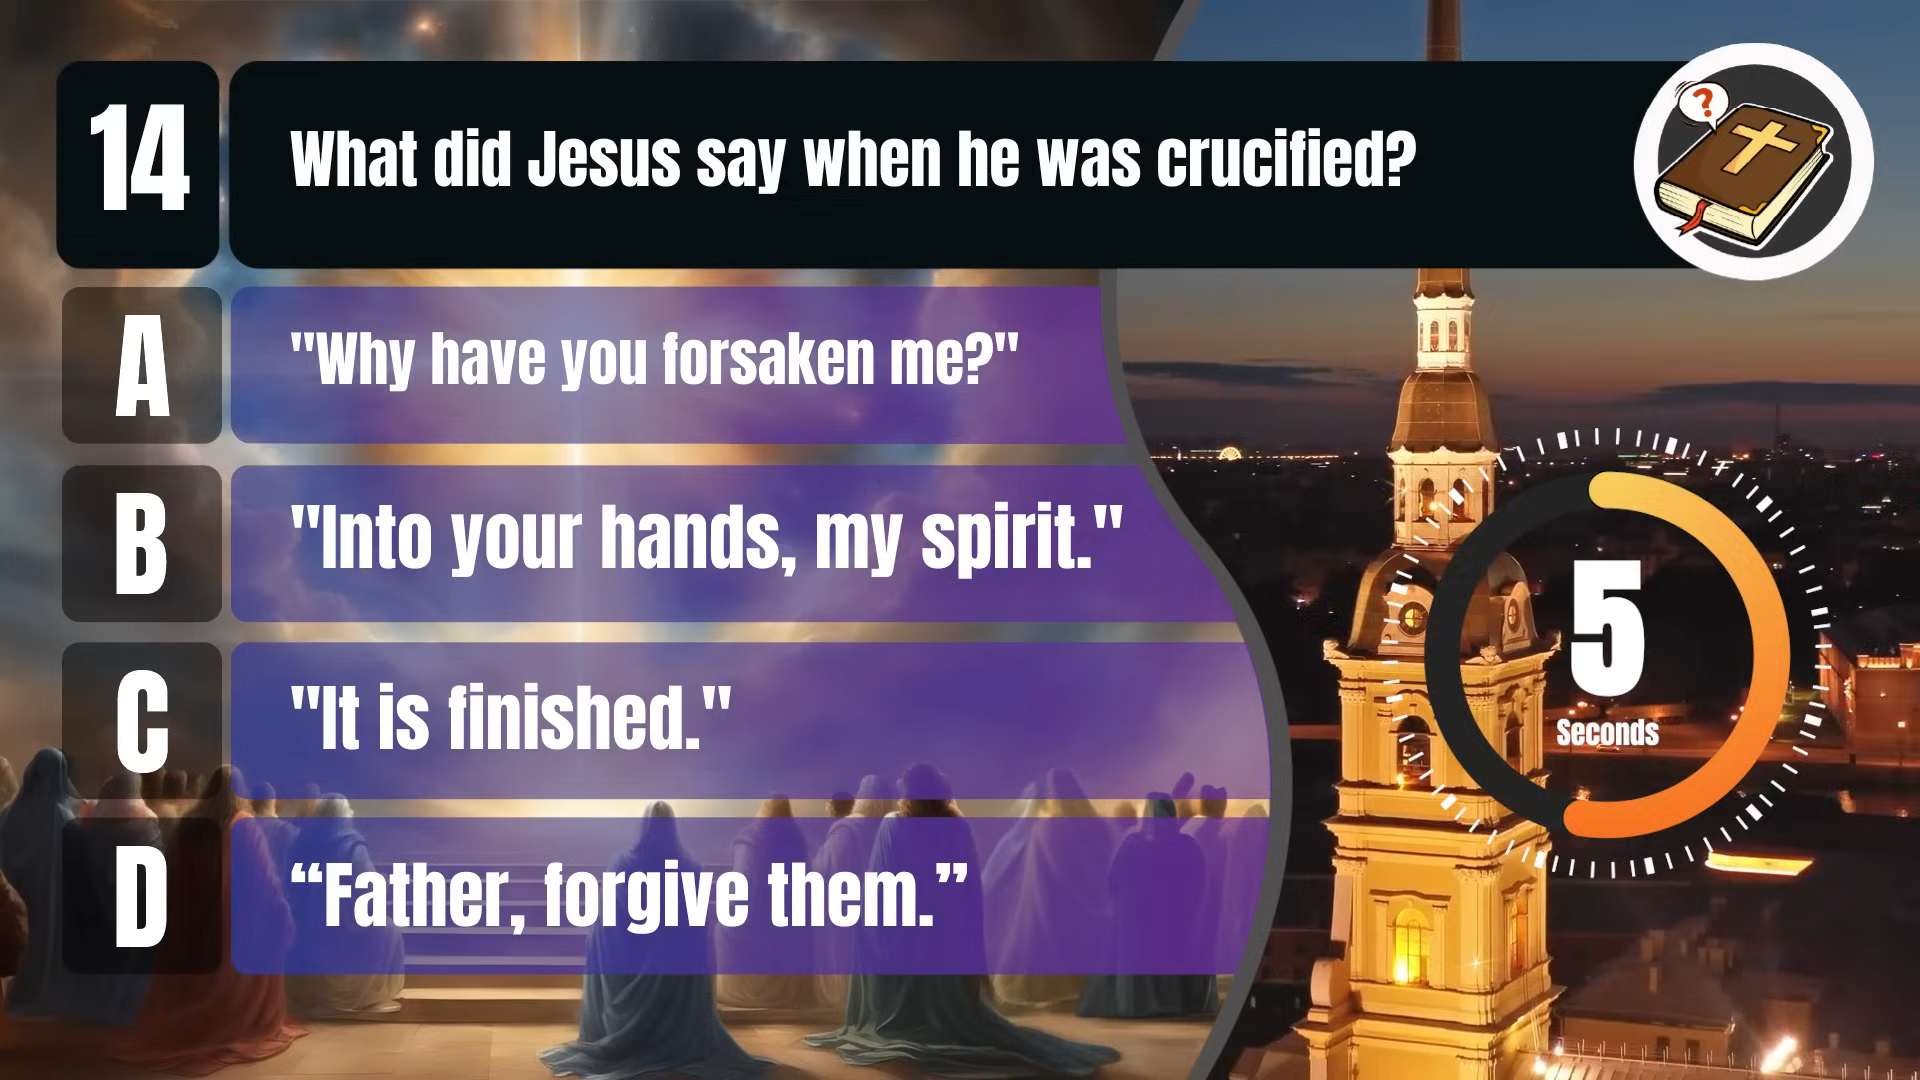 14
What did Jesus say when he was crucified?
?
A
"Why have you forsaken me?"
B
"Into your hands, my spirit."
C
"It is finished."
D
“Father, forgive them.”
5
Seconds